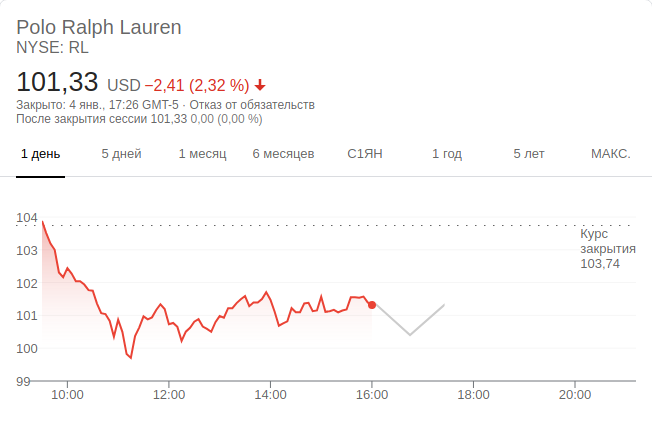 Polo Ralph Lauren
NYSE: RL
101,33 USD −2,41 (2,32 %)
Закрыто: 4 янв., 17:26 GMT-5 · Отказ от обязательств
После закрытия сессии 101,33 0,00 (0,00 %)
1 день 5 дней 1 месяц 6 месяцев С1ЯН 1 год 5 лет МАКС.
104
Курс
закрытия
103,74
103
102
101
100
99
10:00 12:00 14:00 16:00 18:00 20:00